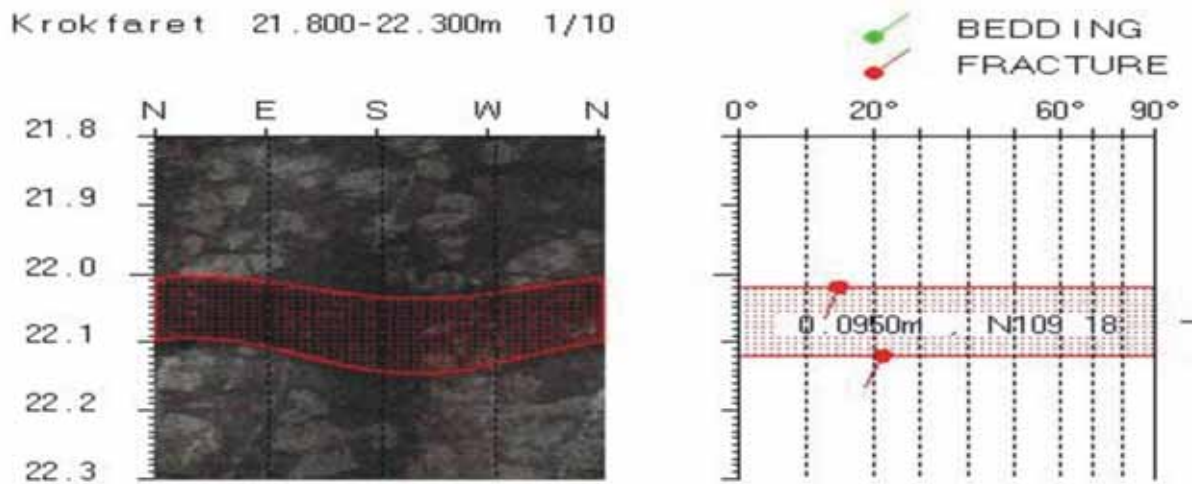 Krokfaret 21.800-22.300m 1/10
BEDDING
FRACTURE
N E S W N
0° 20° 60° 90°
21.8
21.9
22.0
22.1
22.2
22.3
0.0950m , N109 18